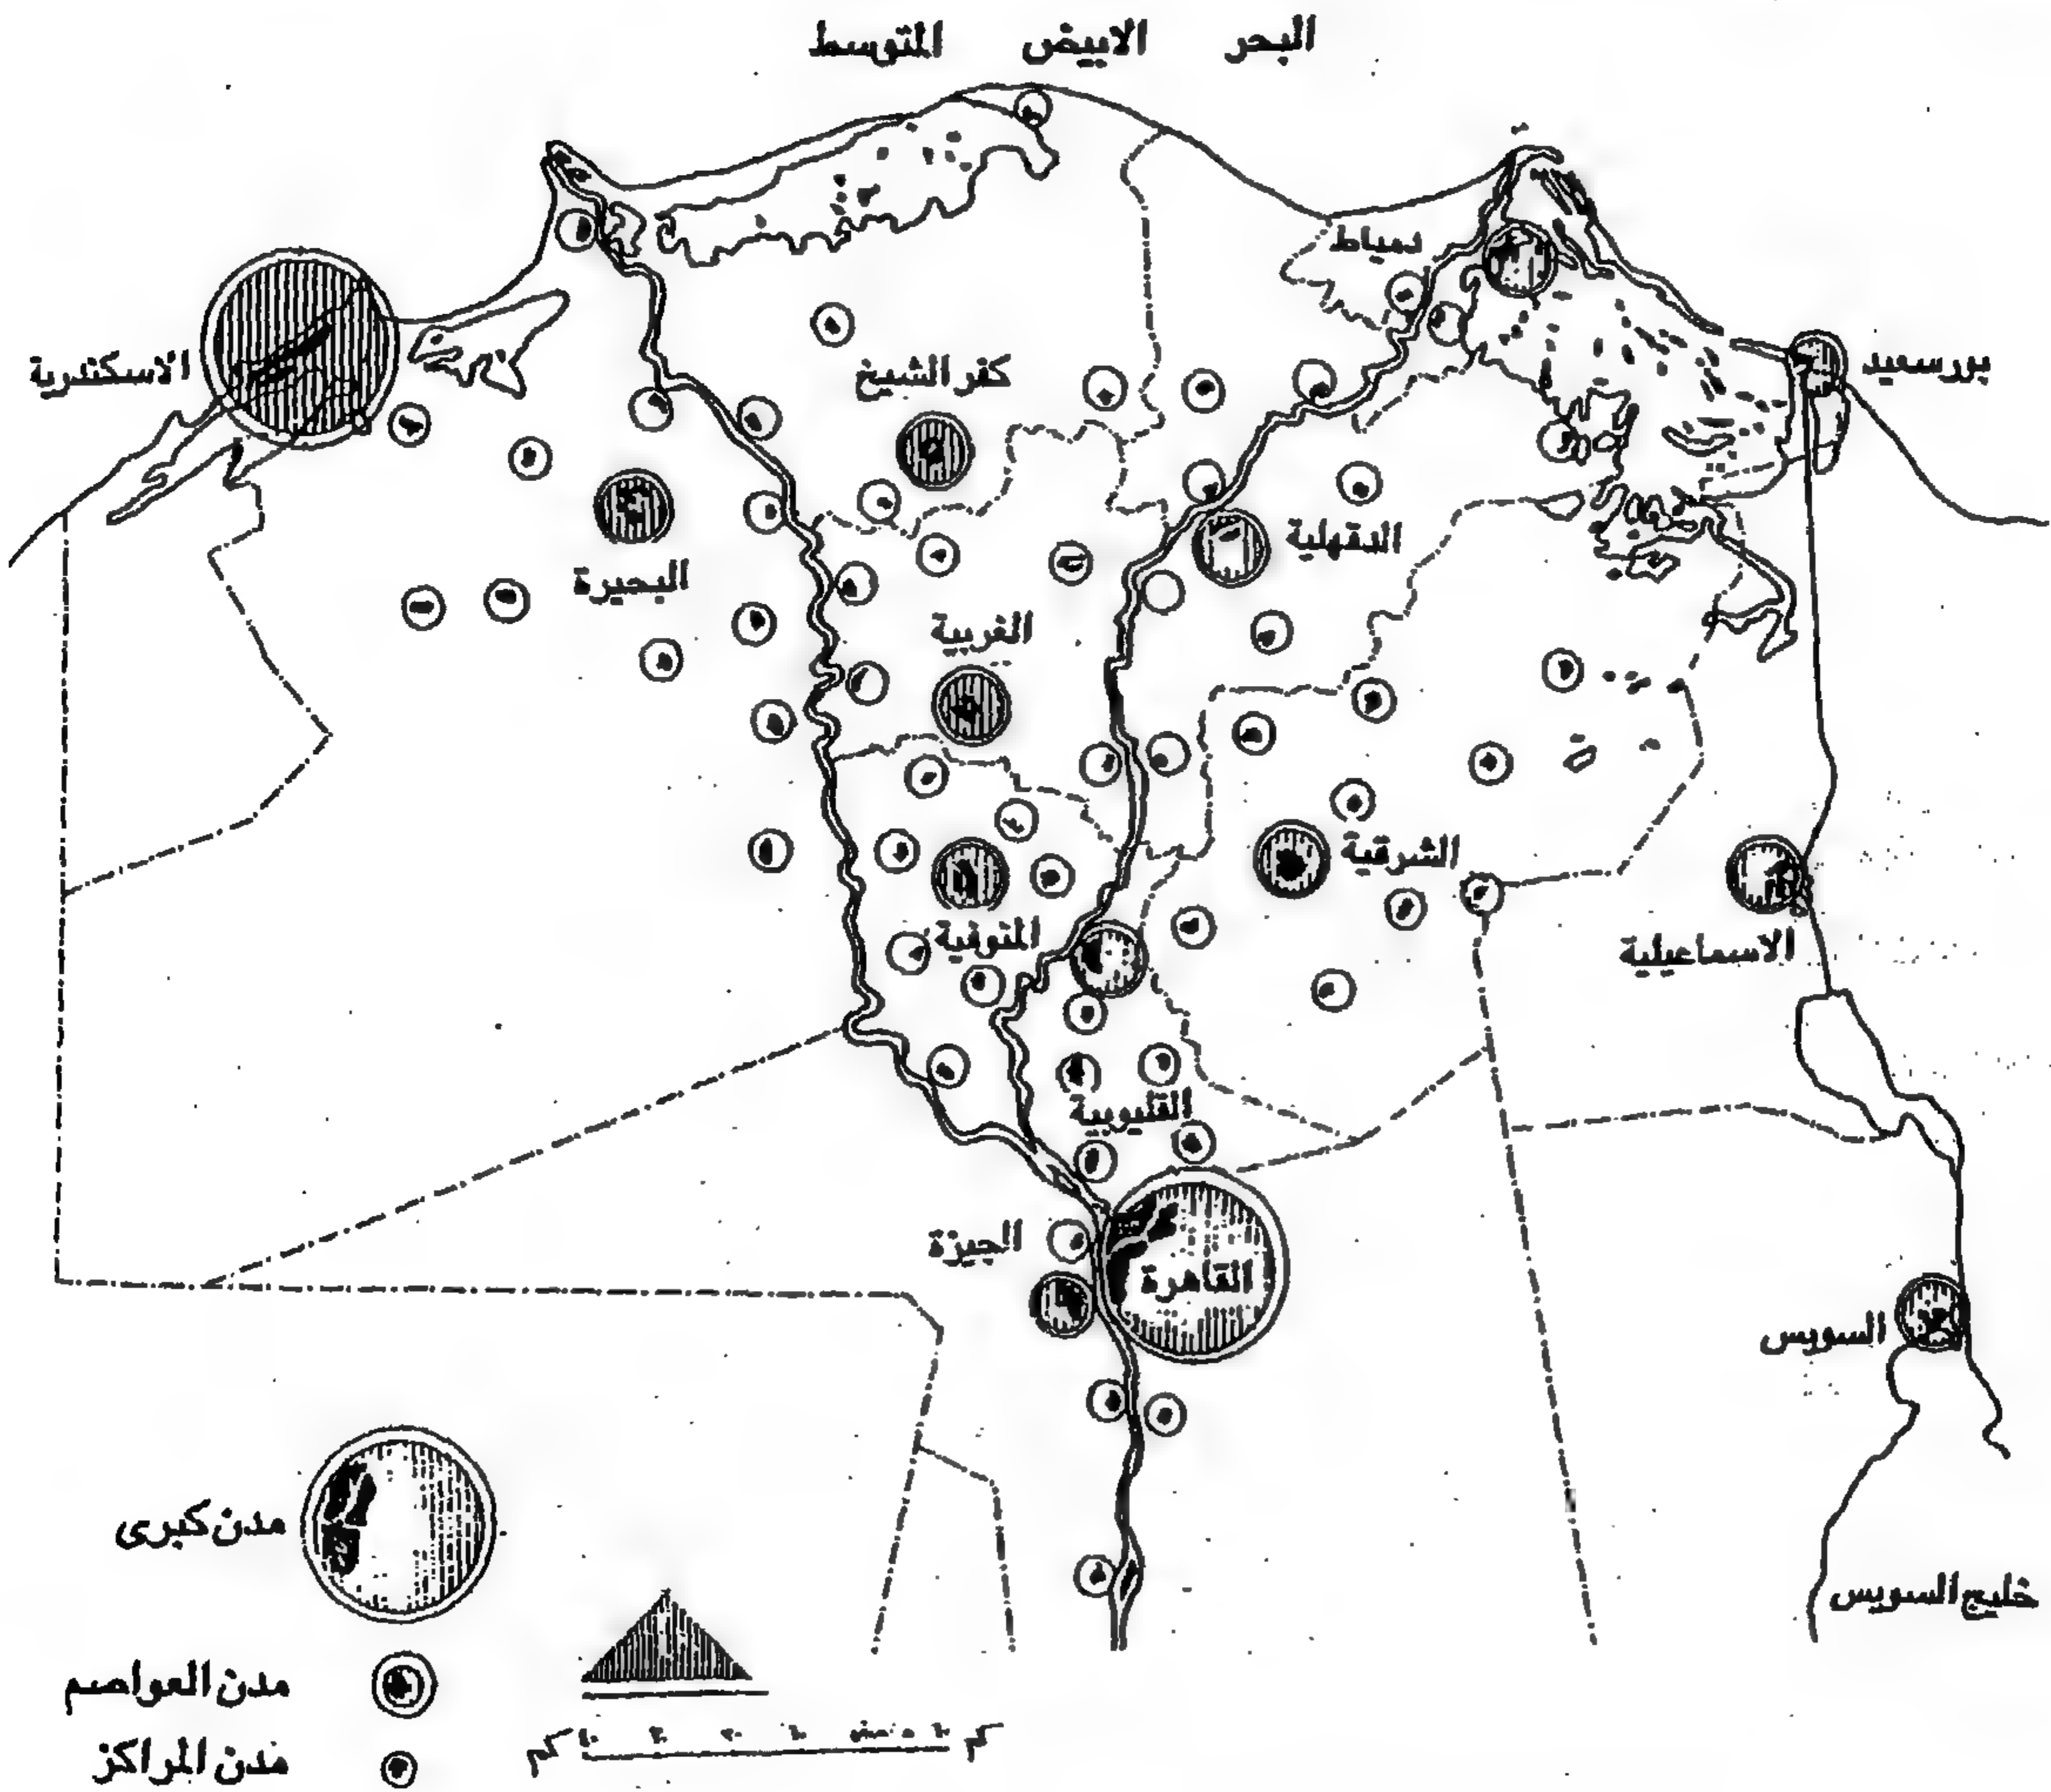 البحر الابيض المتوسط
دمياط
الاسكندرية
بورسعيد
كفر الشيخ
الدقهلية
البحيرة
الغربية
الشرقية
المنوفية
الاسماعيلية
القليوبية
الجيزة
القاهرة
السويس
خليج السويس
مدن كبرى
مدن العواصم
مدن المراكز
كم كم